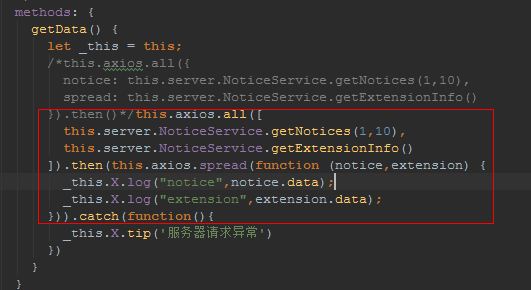 methods: {
getData() {
let _this = this;
/*this.axios.all({
notice: this.server.NoticeService.getNotices(1,10),
spread: this.server.NoticeService.getExtensionInfo()
}).then()*/this.axios.all([
this.server.NoticeService.getNotices(1,10),
this.server.NoticeService.getExtensionInfo()
]).then(this.axios.spread(function (notice,extension) {
_this.X.log("notice",notice.data);
_this.X.log("extension",extension.data);
})).catch(function(){
_this.X.tip('服务器请求异常')
})
}
}